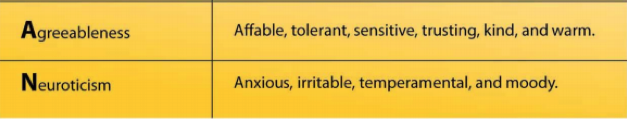 Agreeableness Affable, tolerant, sensitive, trusting, kind, and warm.
Neuroticism Anxious, irritable, temperamental, and moody.